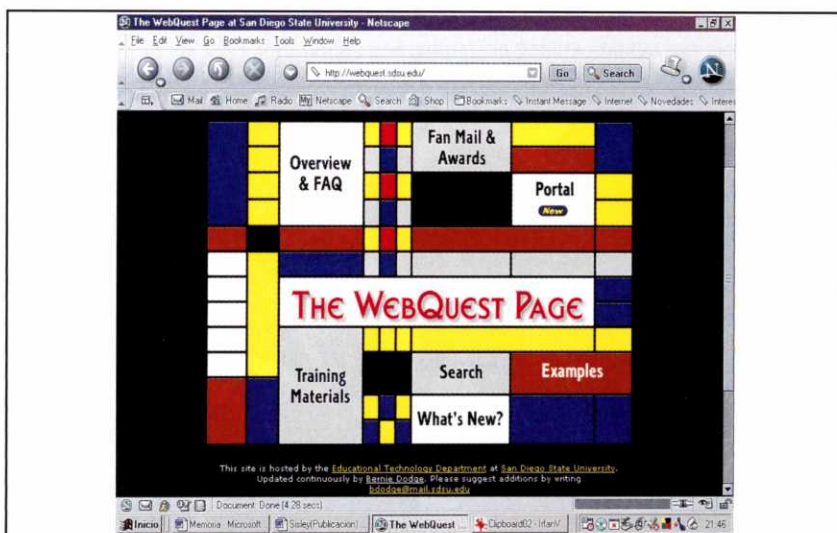 The WebQuest Page at San Diego State University - Netscape
File Edit View Go Bookmarks Tools Window Help
http://webquest.sdsu.edu/ Go Search
Mail Home Radio My Netscape Search Shop Bookmarks Instant Message Internet Novedades
Overview
& FAQ
Fan Mail &
Awards
Portal
New
THE WEBQUEST PAGE
Training
Materials
Search
Examples
What's New?
This site is hosted by the Educational Technology Department at San Diego State University.
Updated continuously by Bernie Dodge. Please suggest additions by writing
bdodge@mail.sdsu.edu
Document: Done (4.28 secs)
Inicio Memoria Microsoft Sisley(Publicacion) The WebQuest ... Clipboard02 - IrfanV 21:46